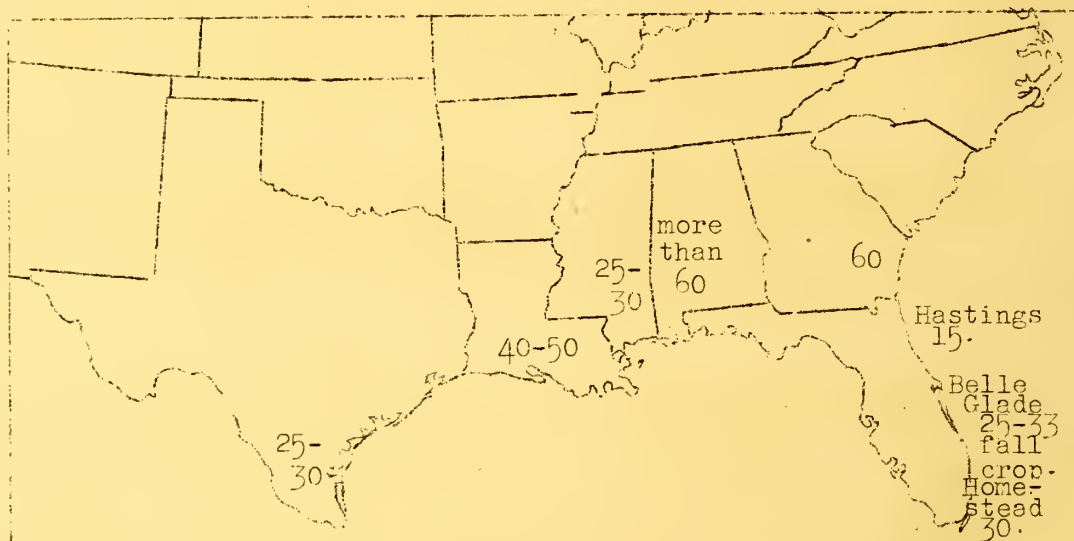 more
than
60
25-
30
60
Hastings
15.
40-50
Belle
Glade
25-33
fall
crop.
Home-
stead
30.
25-
30